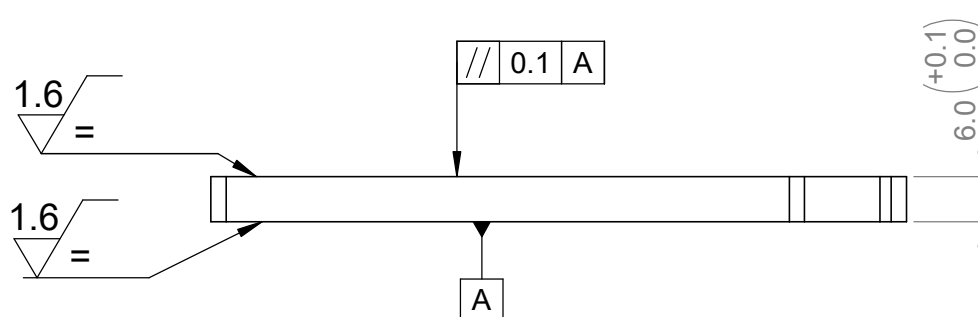 // 0.1 A
1.6
=
6.0 (+0.1 0.0)
1.6
=
A